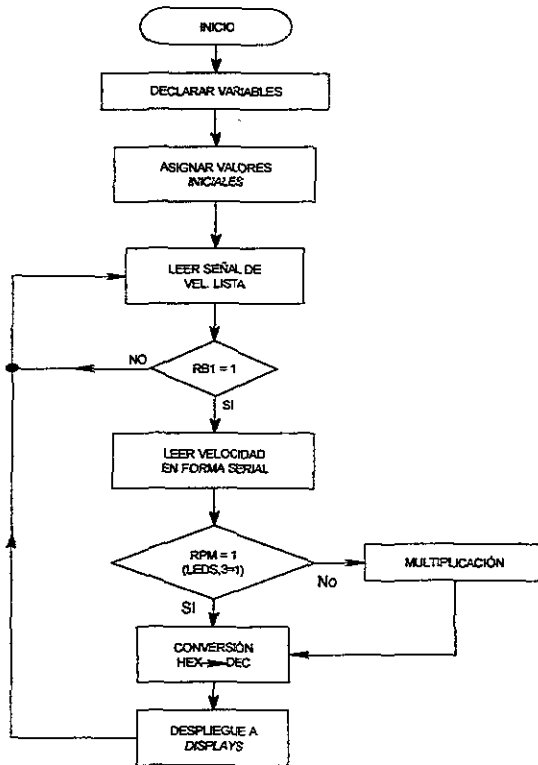 INICIO
DECLARAR VARIABLES
ASIGNAR VALORES
INICIALES
LEER SEÑAL DE
VEL. LISTA
NO
RB1 = 1
SI
LEER VELOCIDAD
EN FORMA SERIAL
RPM = 1
(LEDS,3=1)
No
MULTIPLICACIÓN
SI
CONVERSIÓN
HEX DEC
DESPLIEGUE A
DISPLAYS